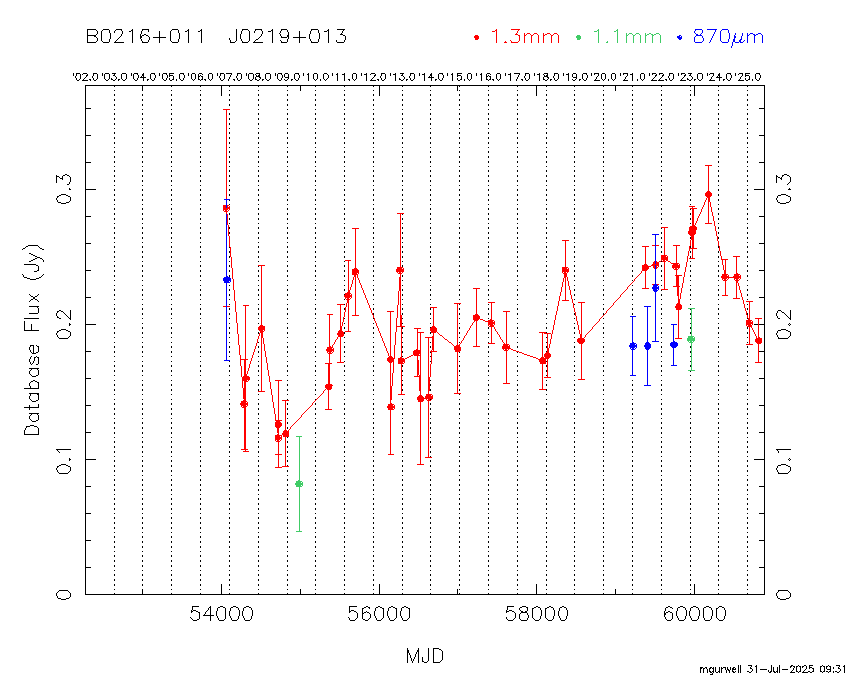 B0216+011 J0219+013 1.3mm 1.1mm 870μm
'02.0 '03.0 '04.0 '05.0 '06.0 '07.0 '08.0 '09.0 '10.0 '11.0 '12.0 '13.0 '14.0 '15.0 '16.0 '17.0 '18.0 '19.0 '20.0 '21.0 '22.0 '23.0 '24.0 '25.0
0.3 0.3
Database Flux (Jy)
0.2 0.2
0.1 0.1
0 0
54000 56000 58000 60000
MJD
mgurwell 31-Jul-2025 09:31